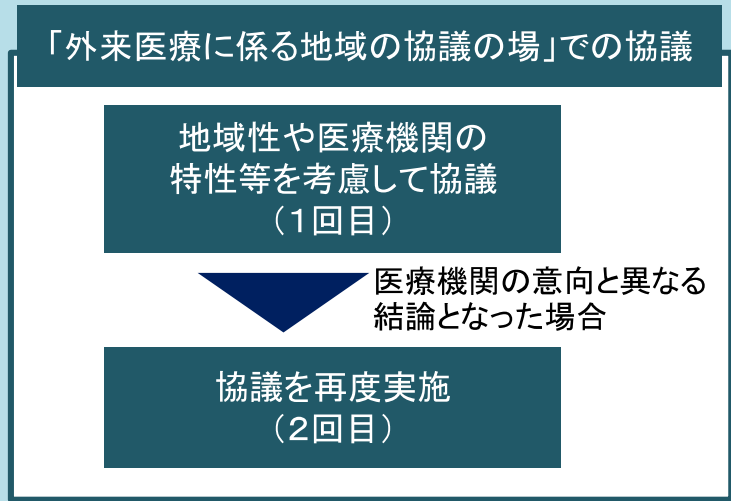 「外来医療に係る地域の協議の場」での協議
地域性や医療機関の
特性等を考慮して協議
（１回目）
医療機関の意向と異なる
結論となった場合
協議を再度実施
（２回目）